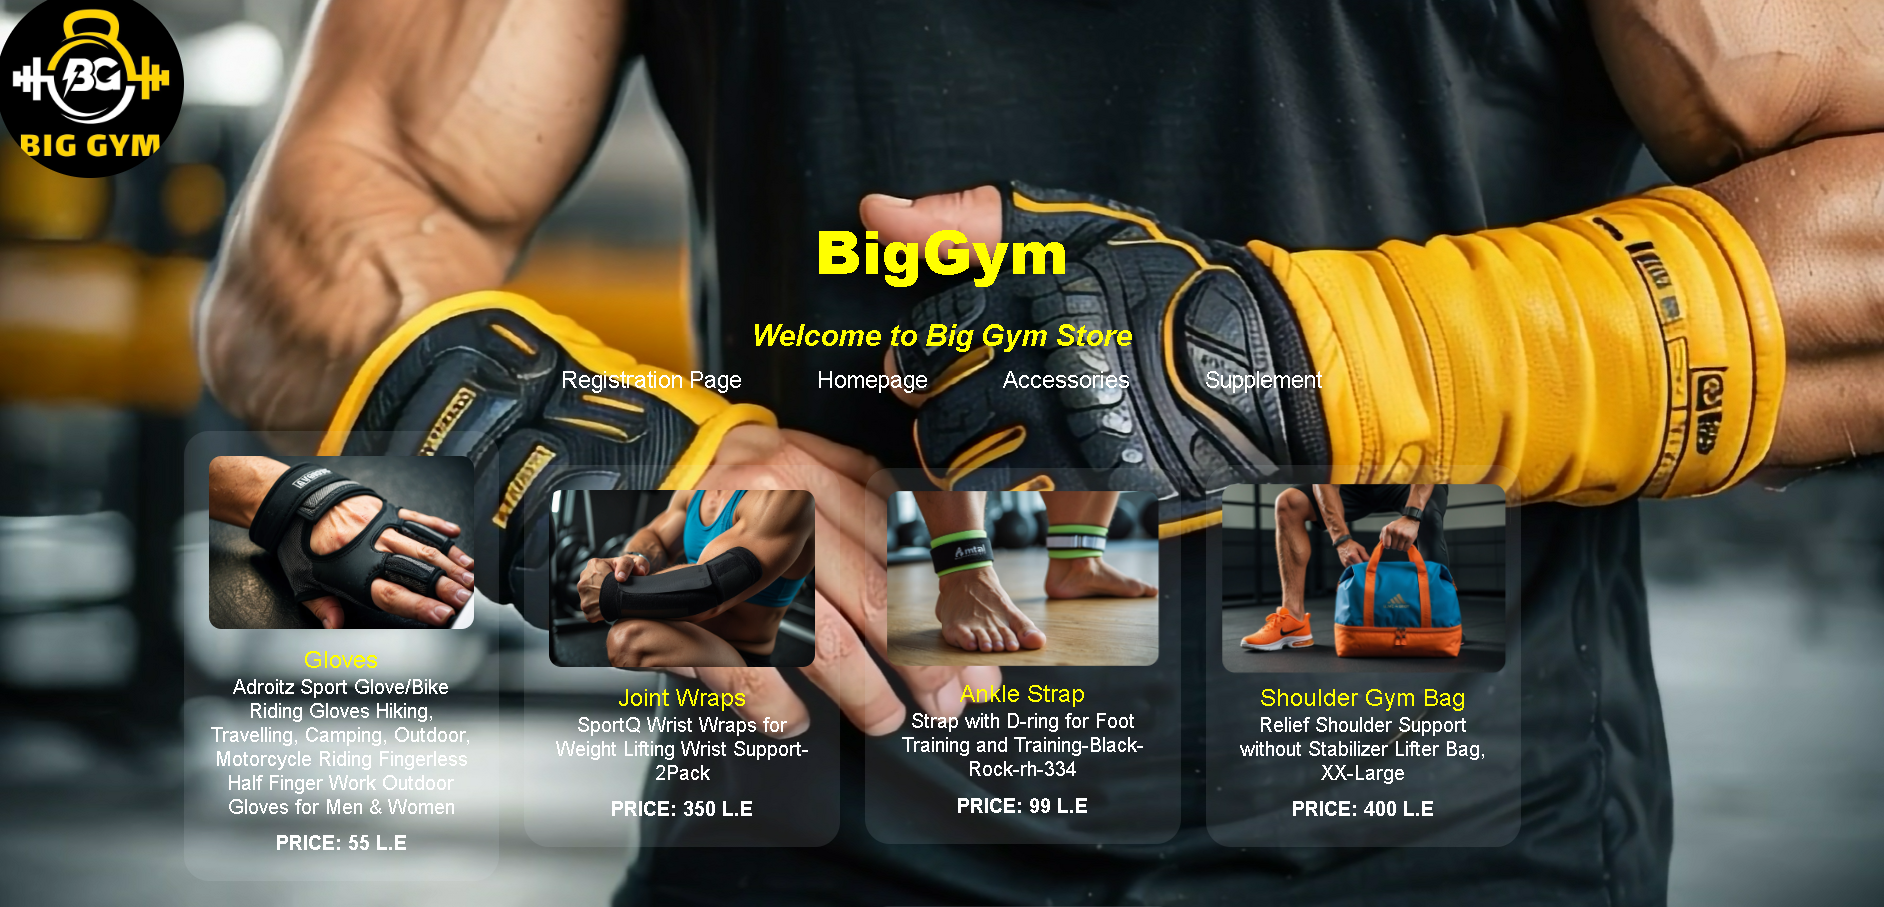 BG
BIG GYM
BigGym
Welcome to Big Gym Store
Registration Page Homepage Accessories Supplement
Gloves
Adroitz Sport Glove/Bike
Riding Gloves Hiking,
Travelling, Camping, Outdoor,
Motorcycle Riding Fingerless
Half Finger Work Outdoor
Gloves for Men & Women
PRICE: 55 L.E
Joint Wraps
SportQ Wrist Wraps for
Weight Lifting Wrist Support-
2Pack
PRICE: 350 L.E
Amtal
Ankle Strap
Strap with D-ring for Foot
Training and Training-Black-
Rock-rh-334
PRICE: 99 L.E
Shoulder Gym Bag
Relief Shoulder Support
without Stabilizer Lifter Bag,
XX-Large
PRICE: 400 L.E